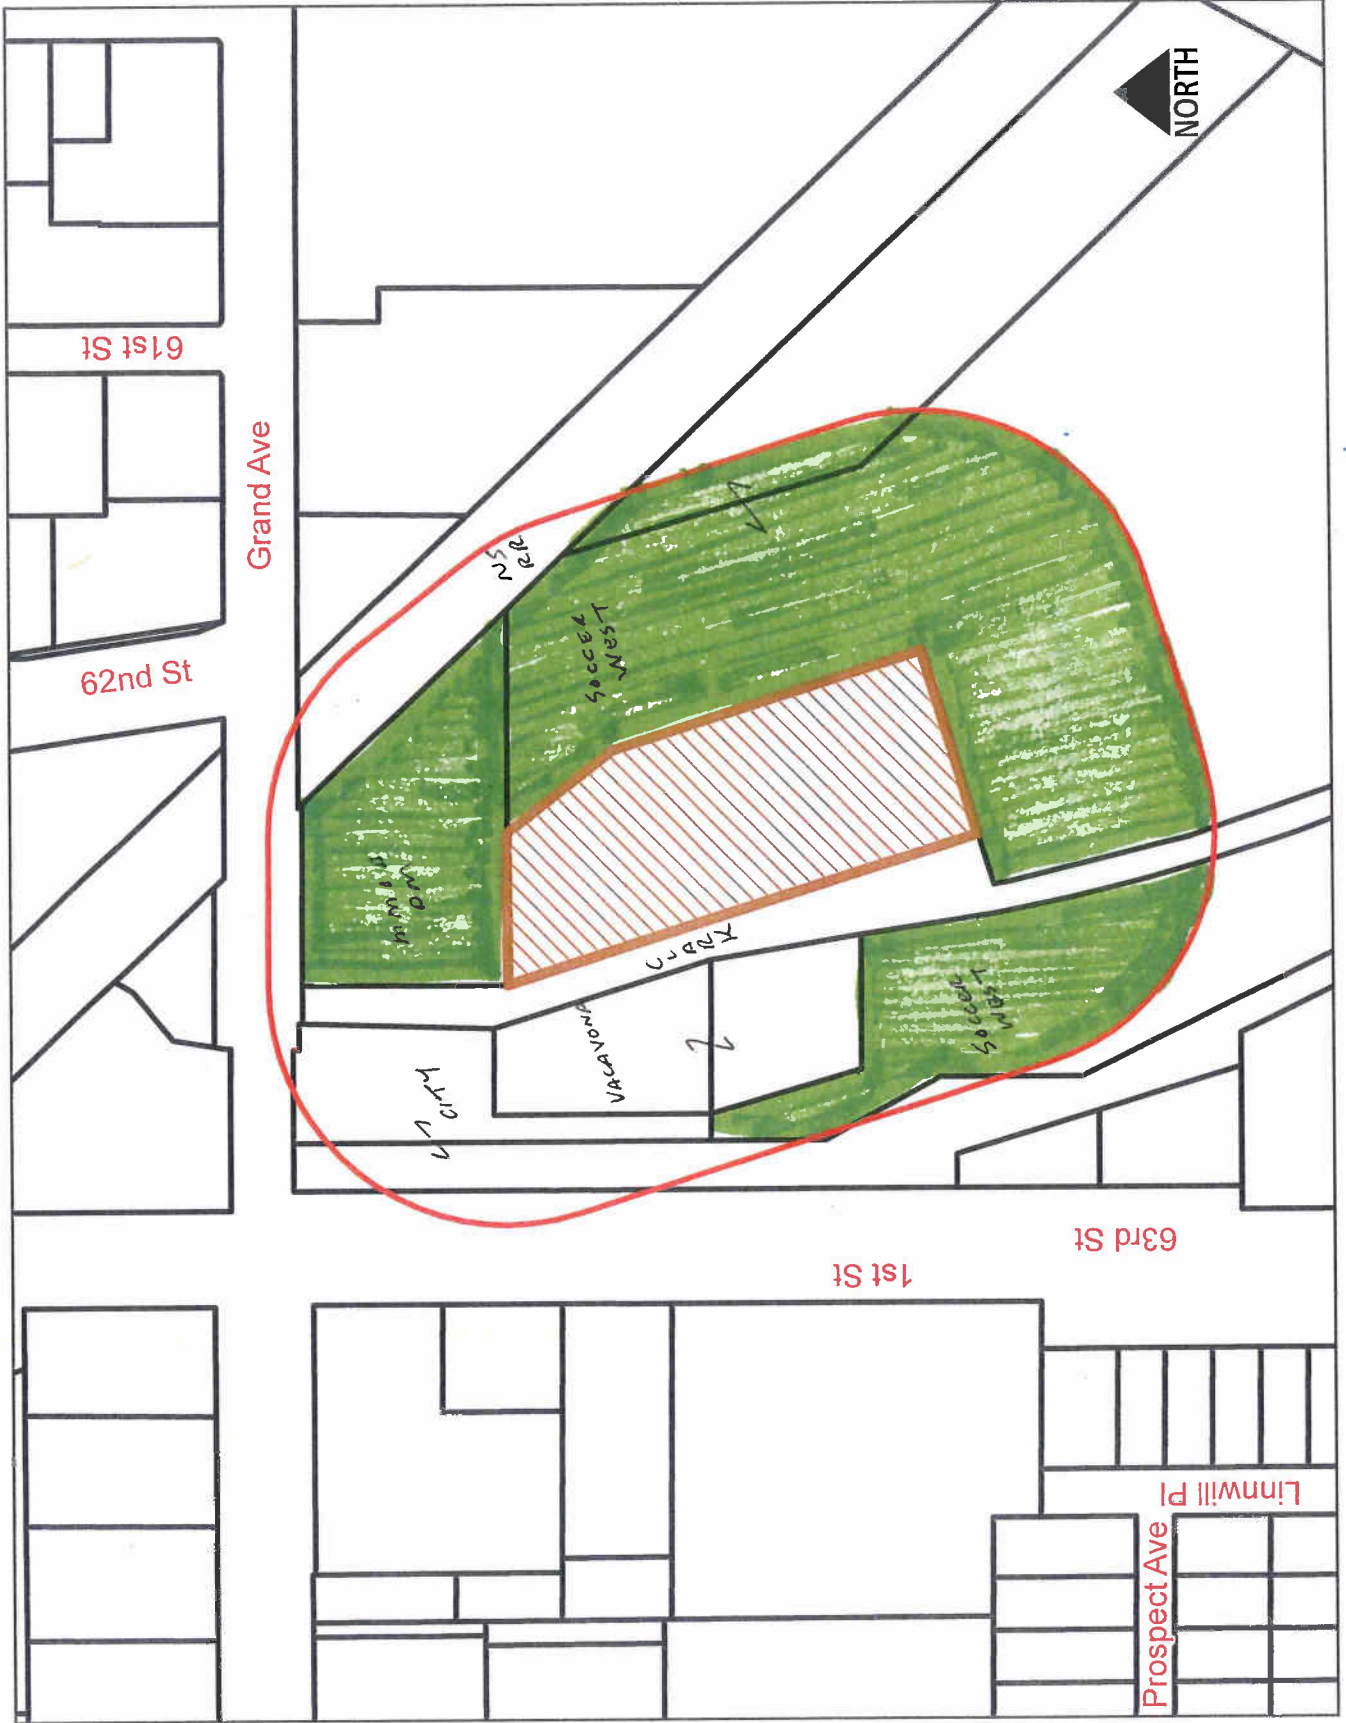 NORTH
61st St
Grand Ave
62nd St
NS
RR
SOCCER
WEST
CLARK
VACAVONA
CITY
SOCCER
WEST
63rd St
1st St
Linnwill Pl
Prospect Ave